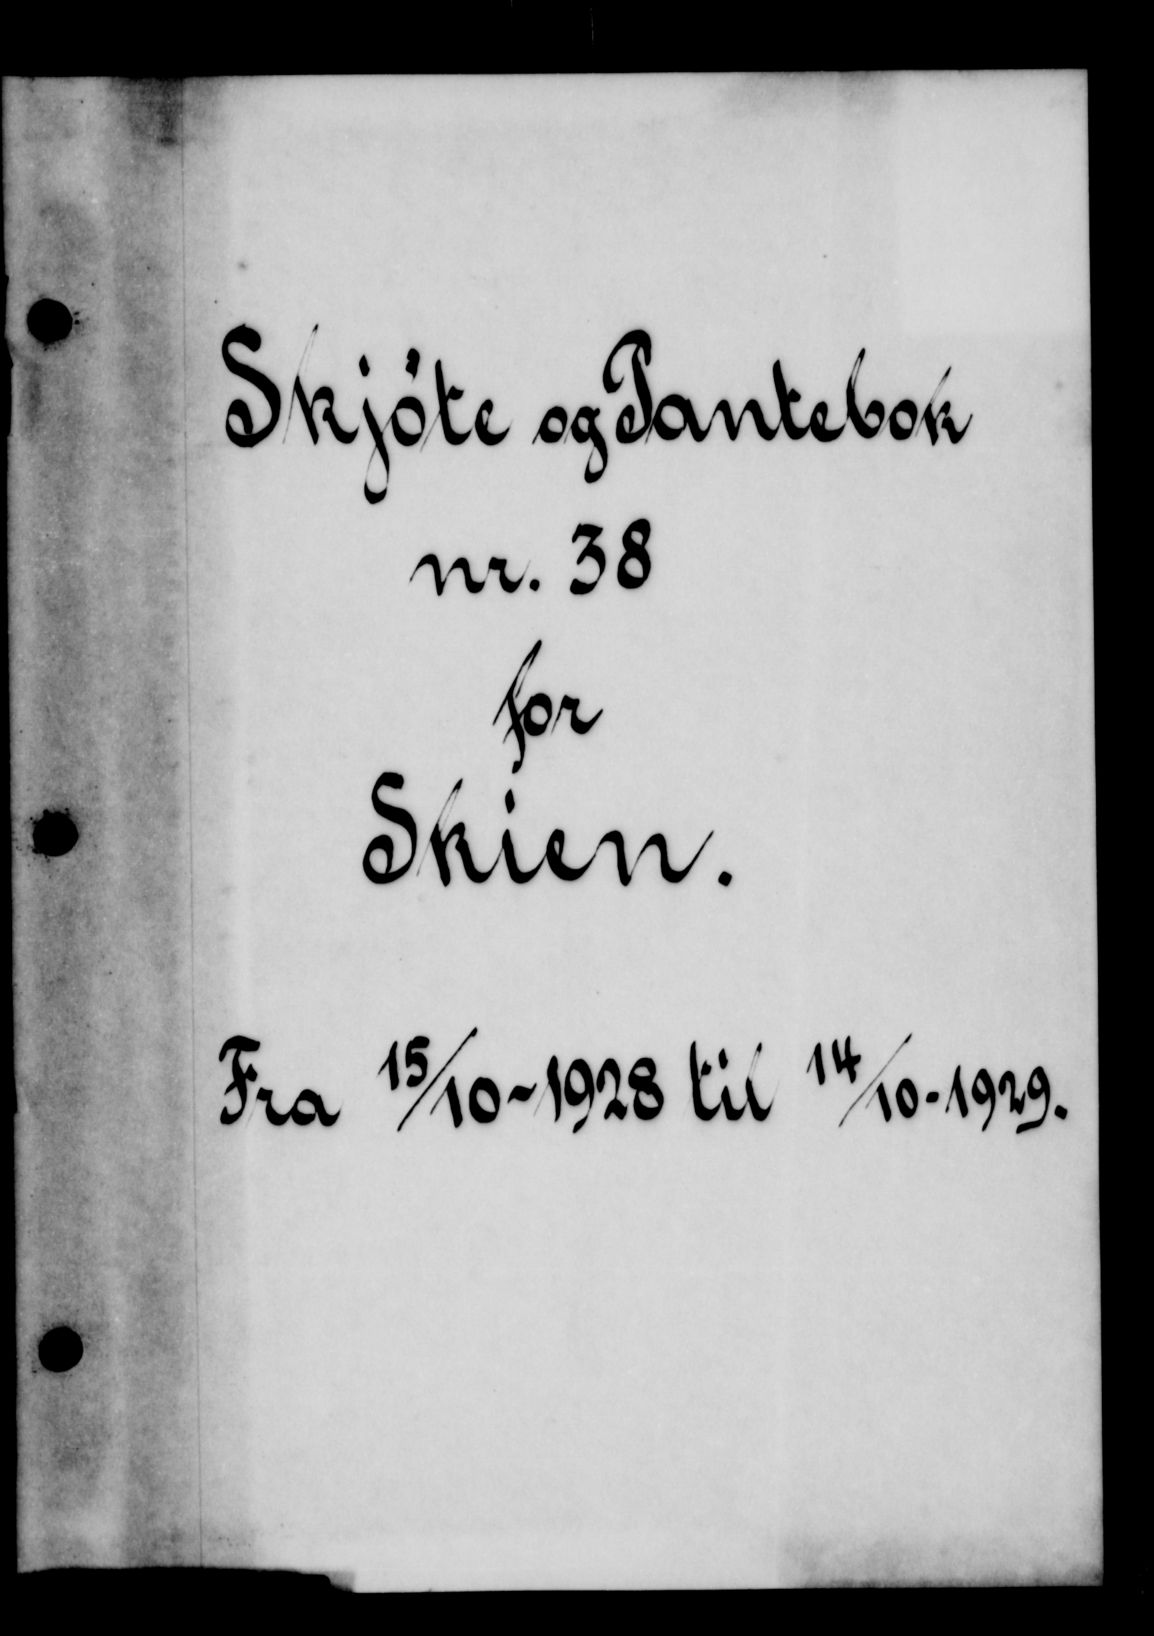 Skjöte og Pantebok
nr. 38
for
Skien.
Fra 15/10-1928 til 14/10-1929.